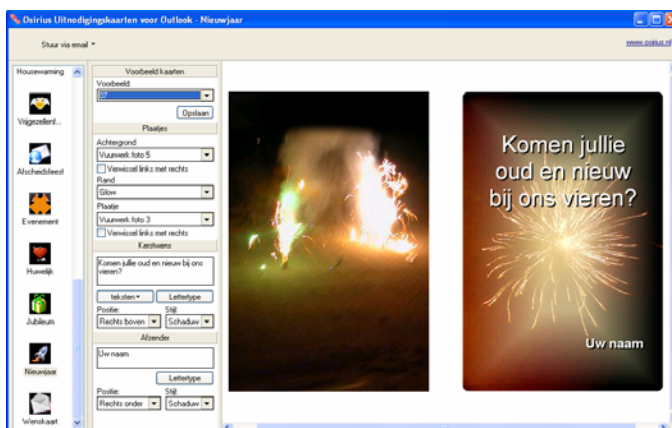 Osirius Uitnodigingskaarten voor Outlook - Nieuwjaar
Stuur via email
www.osirius.nl
Housewarming
Vrijgezellenf...
Afscheidsfeest
Evenement
Huwelijk
Jubileum
Nieuwjaar
Wenskaart
Voorbeeld kaarten
Voorbeeld:
07
Opslaan
Plaatjes
Achtergrond
Vuurwerk foto 5
Verwissel links met rechts
Rand
Glow
Plaatje
Vuurwerk foto 3
Verwissel links met rechts
Kerstwens
Komen jullie oud en nieuw bij ons
vieren?
teksten
Lettertype
Positie:
Stijl:
Rechts boven
Schaduw
Afzender
Uw naam
Lettertype
Positie:
Stijl:
Rechts onder
Schaduw
Komen jullie
oud en nieuw
bij ons vieren?
Uw naam